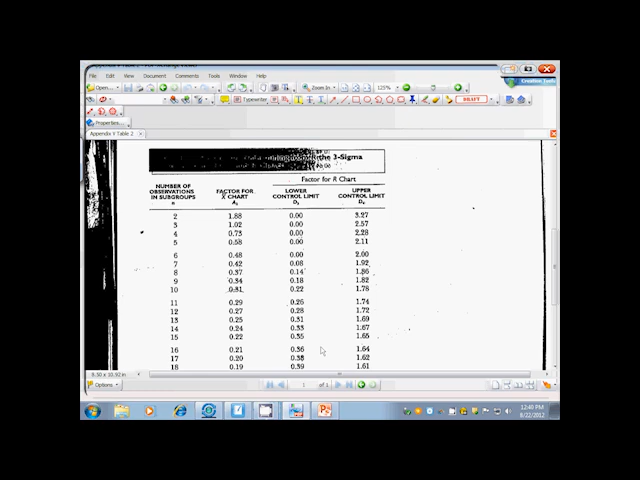 File Edit View Document Comments Tools Window Help
Open...
Zoom In
125%
Typewriter
DRAFT
Properties...
Appendix V Table 2
the 3-Sigma
Factor for R Chart
NUMBER OF OBSERVATIONS IN SUBGROUPS n
FACTOR FOR X̄ CHART A₂
LOWER CONTROL LIMIT D₃
UPPER CONTROL LIMIT D₄
2 1.88 0.00 3.27
3 1.02 0.00 2.57
4 0.73 0.00 2.28
5 0.58 0.00 2.11
6 0.48 0.00 2.00
7 0.42 0.08 1.92
8 0.37 0.14 1.86
9 0.34 0.18 1.82
10 0.31 0.22 1.78
11 0.29 0.26 1.74
12 0.27 0.28 1.72
13 0.25 0.31 1.69
14 0.24 0.33 1.67
15 0.22 0.35 1.65
16 0.21 0.36 1.64
17 0.20 0.38 1.62
18 0.19 0.39 1.61
8.50 x 10.92 in
Options
1 of 1
12:40 PM
8/22/2012